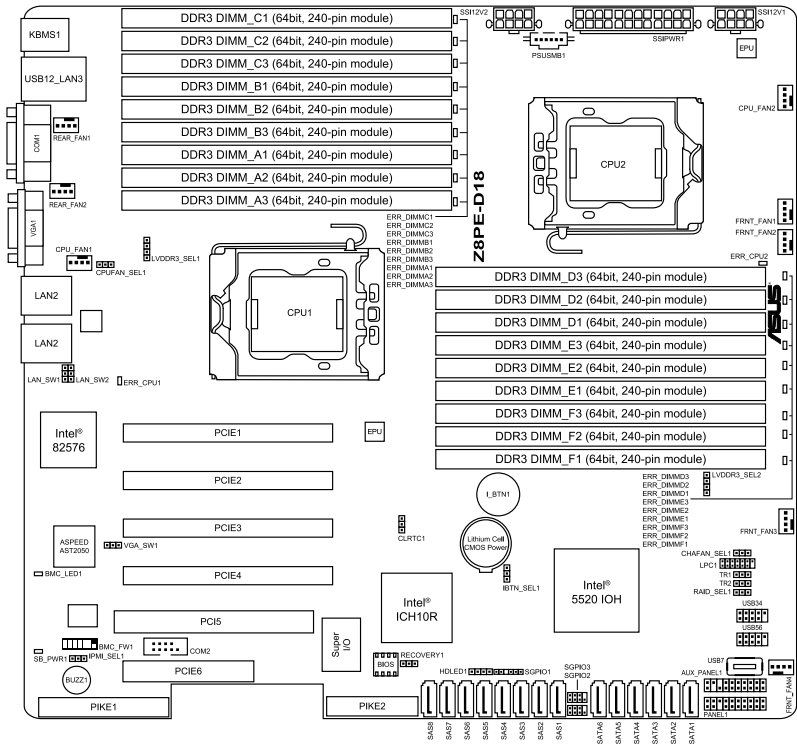 KBMS1
DDR3 DIMM_C1 (64bit, 240-pin module)
SSI12V2
SSIPWR1
SSI12V1
DDR3 DIMM_C2 (64bit, 240-pin module)
PSUSMB1
EPU
DDR3 DIMM_C3 (64bit, 240-pin module)
USB12_LAN3
DDR3 DIMM_B1 (64bit, 240-pin module)
DDR3 DIMM_B2 (64bit, 240-pin module)
CPU_FAN2
DDR3 DIMM_B3 (64bit, 240-pin module)
COM1
REAR_FAN1
DDR3 DIMM_A1 (64bit, 240-pin module)
CPU2
DDR3 DIMM_A2 (64bit, 240-pin module)
DDR3 DIMM_A3 (64bit, 240-pin module)
REAR_FAN2
VGA1
Z8PE-D18
FRNT_FAN1
FRNT_FAN2
ERR_DIMMC1
ERR_DIMMC2
ERR_DIMMC3
ERR_DIMMB1
ERR_DIMMB2
ERR_DIMMB3
ERR_DIMMA1
ERR_DIMMA2
ERR_DIMMA3
CPU_FAN1
CPUFAN_SEL1
LVDDR3_SEL1
ERR_CPU2
DDR3 DIMM_D3 (64bit, 240-pin module)
LAN2
CPU1
DDR3 DIMM_D2 (64bit, 240-pin module)
ASUS
DDR3 DIMM_D1 (64bit, 240-pin module)
LAN2
DDR3 DIMM_E3 (64bit, 240-pin module)
DDR3 DIMM_E2 (64bit, 240-pin module)
LAN_SW1
LAN_SW2
ERR_CPU1
DDR3 DIMM_E1 (64bit, 240-pin module)
DDR3 DIMM_F3 (64bit, 240-pin module)
Intel®
82576
PCIE1
EPU
DDR3 DIMM_F2 (64bit, 240-pin module)
DDR3 DIMM_F1 (64bit, 240-pin module)
PCIE2
I_BTN1
ERR_DIMMD3
ERR_DIMMD2
ERR_DIMMD1
ERR_DIMME3
ERR_DIMME2
ERR_DIMME1
ERR_DIMMF3
ERR_DIMMF2
ERR_DIMMF1
LVDDR3_SEL2
FRNT_FAN3
PCIE3
CLRTC1
Lithium Cell
CMOS Power
ASPEED
AST2050
VGA_SW1
CHAFAN_SEL1
LPC1
TR1
TR2
RAID_SEL1
BMC_LED1
PCIE4
IBTN_SEL1
Intel®
5520 IOH
Intel®
ICH10R
USB34
USB56
PCI5
Super
I/O
BMC_FW1
COM2
SB_PWR1
IPMI_SEL1
BIOS
RECOVERY1
HDLED1
SGPIO1
SGPIO3
SGPIO2
USB7
AUX_PANEL1
FRNT_FAN4
BUZZ1
PCIE6
PIKE1
PIKE2
PANEL1
SAS8
SAS7
SAS6
SAS5
SAS4
SAS3
SAS2
SAS1
SATA6
SATA5
SATA4
SATA3
SATA2
SATA1